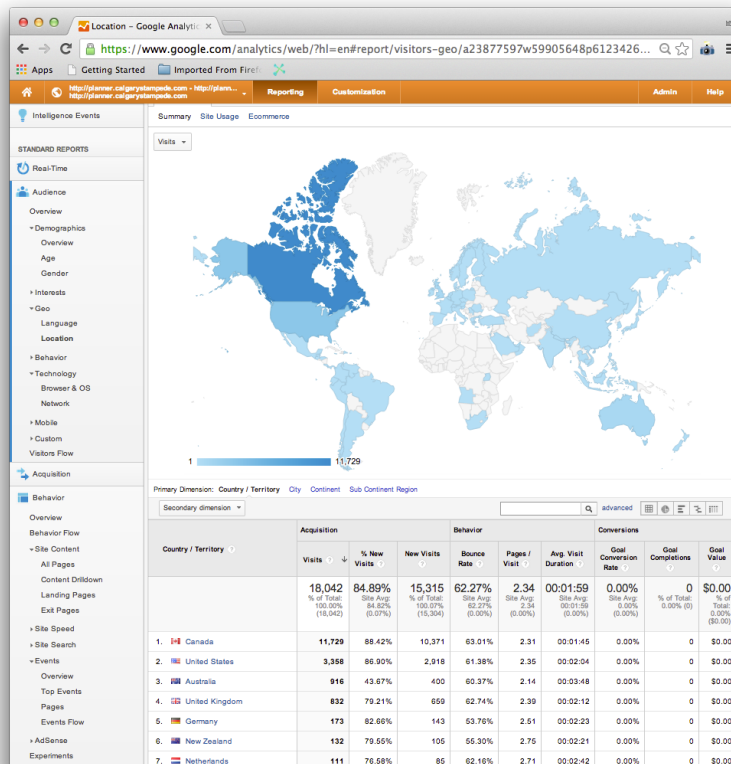 Location – Google Analytic ×
https://www.google.com/analytics/web/?hl=en#report/visitors-geo/a23877597w59905648p6123426...
Apps Getting Started Imported From Firef
http://planner.calgarystampede.com - http://plann...
http://planner.calgarystampede.com
Reporting Customization Admin Help
Intelligence Events
STANDARD REPORTS
Real-Time
Audience
Overview
Demographics
Overview
Age
Gender
Interests
Geo
Language
Location
Behavior
Technology
Browser & OS
Network
Mobile
Custom
Visitors Flow
Acquisition
Behavior
Overview
Behavior Flow
Site Content
All Pages
Content Drilldown
Landing Pages
Exit Pages
Site Speed
Site Search
Events
Overview
Top Events
Pages
Events Flow
AdSense
Experiments
Summary Site Usage Ecommerce
Visits
1 11,729
Primary Dimension: Country / Territory City Continent Sub Continent Region
Secondary dimension advanced
Acquisition Behavior Conversions
Country / Territory ? Visits ? ↓ % New Visits ? New Visits ? Bounce Rate ? Pages / Visit ? Avg. Visit Duration ? Goal Conversion Rate ? Goal Completions ? Goal Value ?
18,042 84.89% 15,315 62.27% 2.34 00:01:59 0.00% 0 $0.00
% of Total: 100.00% (18,042) Site Avg: 84.82% (0.07%) % of Total: 100.07% (15,304) Site Avg: 62.27% (0.00%) Site Avg: 2.34 (0.00%) Site Avg: 00:01:59 (0.00%) Site Avg: 0.00% (0.00%) % of Total: 0.00% (0) % of Total: 0.00% ($0.00)
1. Canada 11,729 88.42% 10,371 63.01% 2.31 00:01:45 0.00% 0 $0.00
2. United States 3,358 86.90% 2,918 61.38% 2.35 00:02:04 0.00% 0 $0.00
3. Australia 916 43.67% 400 60.37% 2.14 00:03:48 0.00% 0 $0.00
4. United Kingdom 832 79.21% 659 62.74% 2.39 00:02:12 0.00% 0 $0.00
5. Germany 173 82.66% 143 53.76% 2.51 00:02:23 0.00% 0 $0.00
6. New Zealand 132 79.55% 105 55.30% 2.75 00:02:21 0.00% 0 $0.00
7. Netherlands 111 76.58% 85 62.16% 2.71 00:02:42 0.00% 0 $0.00